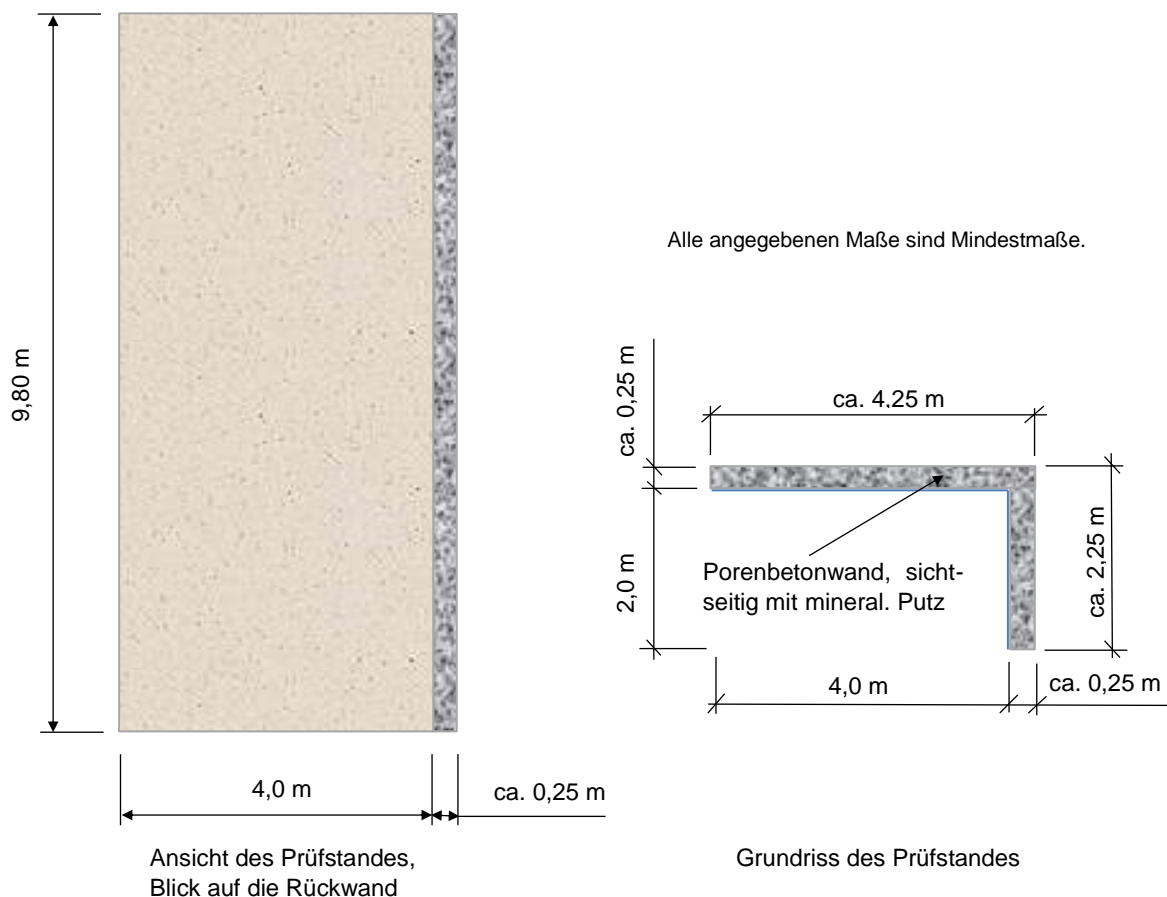 9,80 m
4,0 m
ca. 0,25 m
Ansicht des Prüfstandes,
Blick auf die Rückwand
Alle angegebenen Maße sind Mindestmaße.
ca. 0,25 m
ca. 4,25 m
2,0 m
Porenbetonwand, sicht-
seitig mit mineral. Putz
ca. 2,25 m
4,0 m
ca. 0,25 m
Grundriss des Prüfstandes